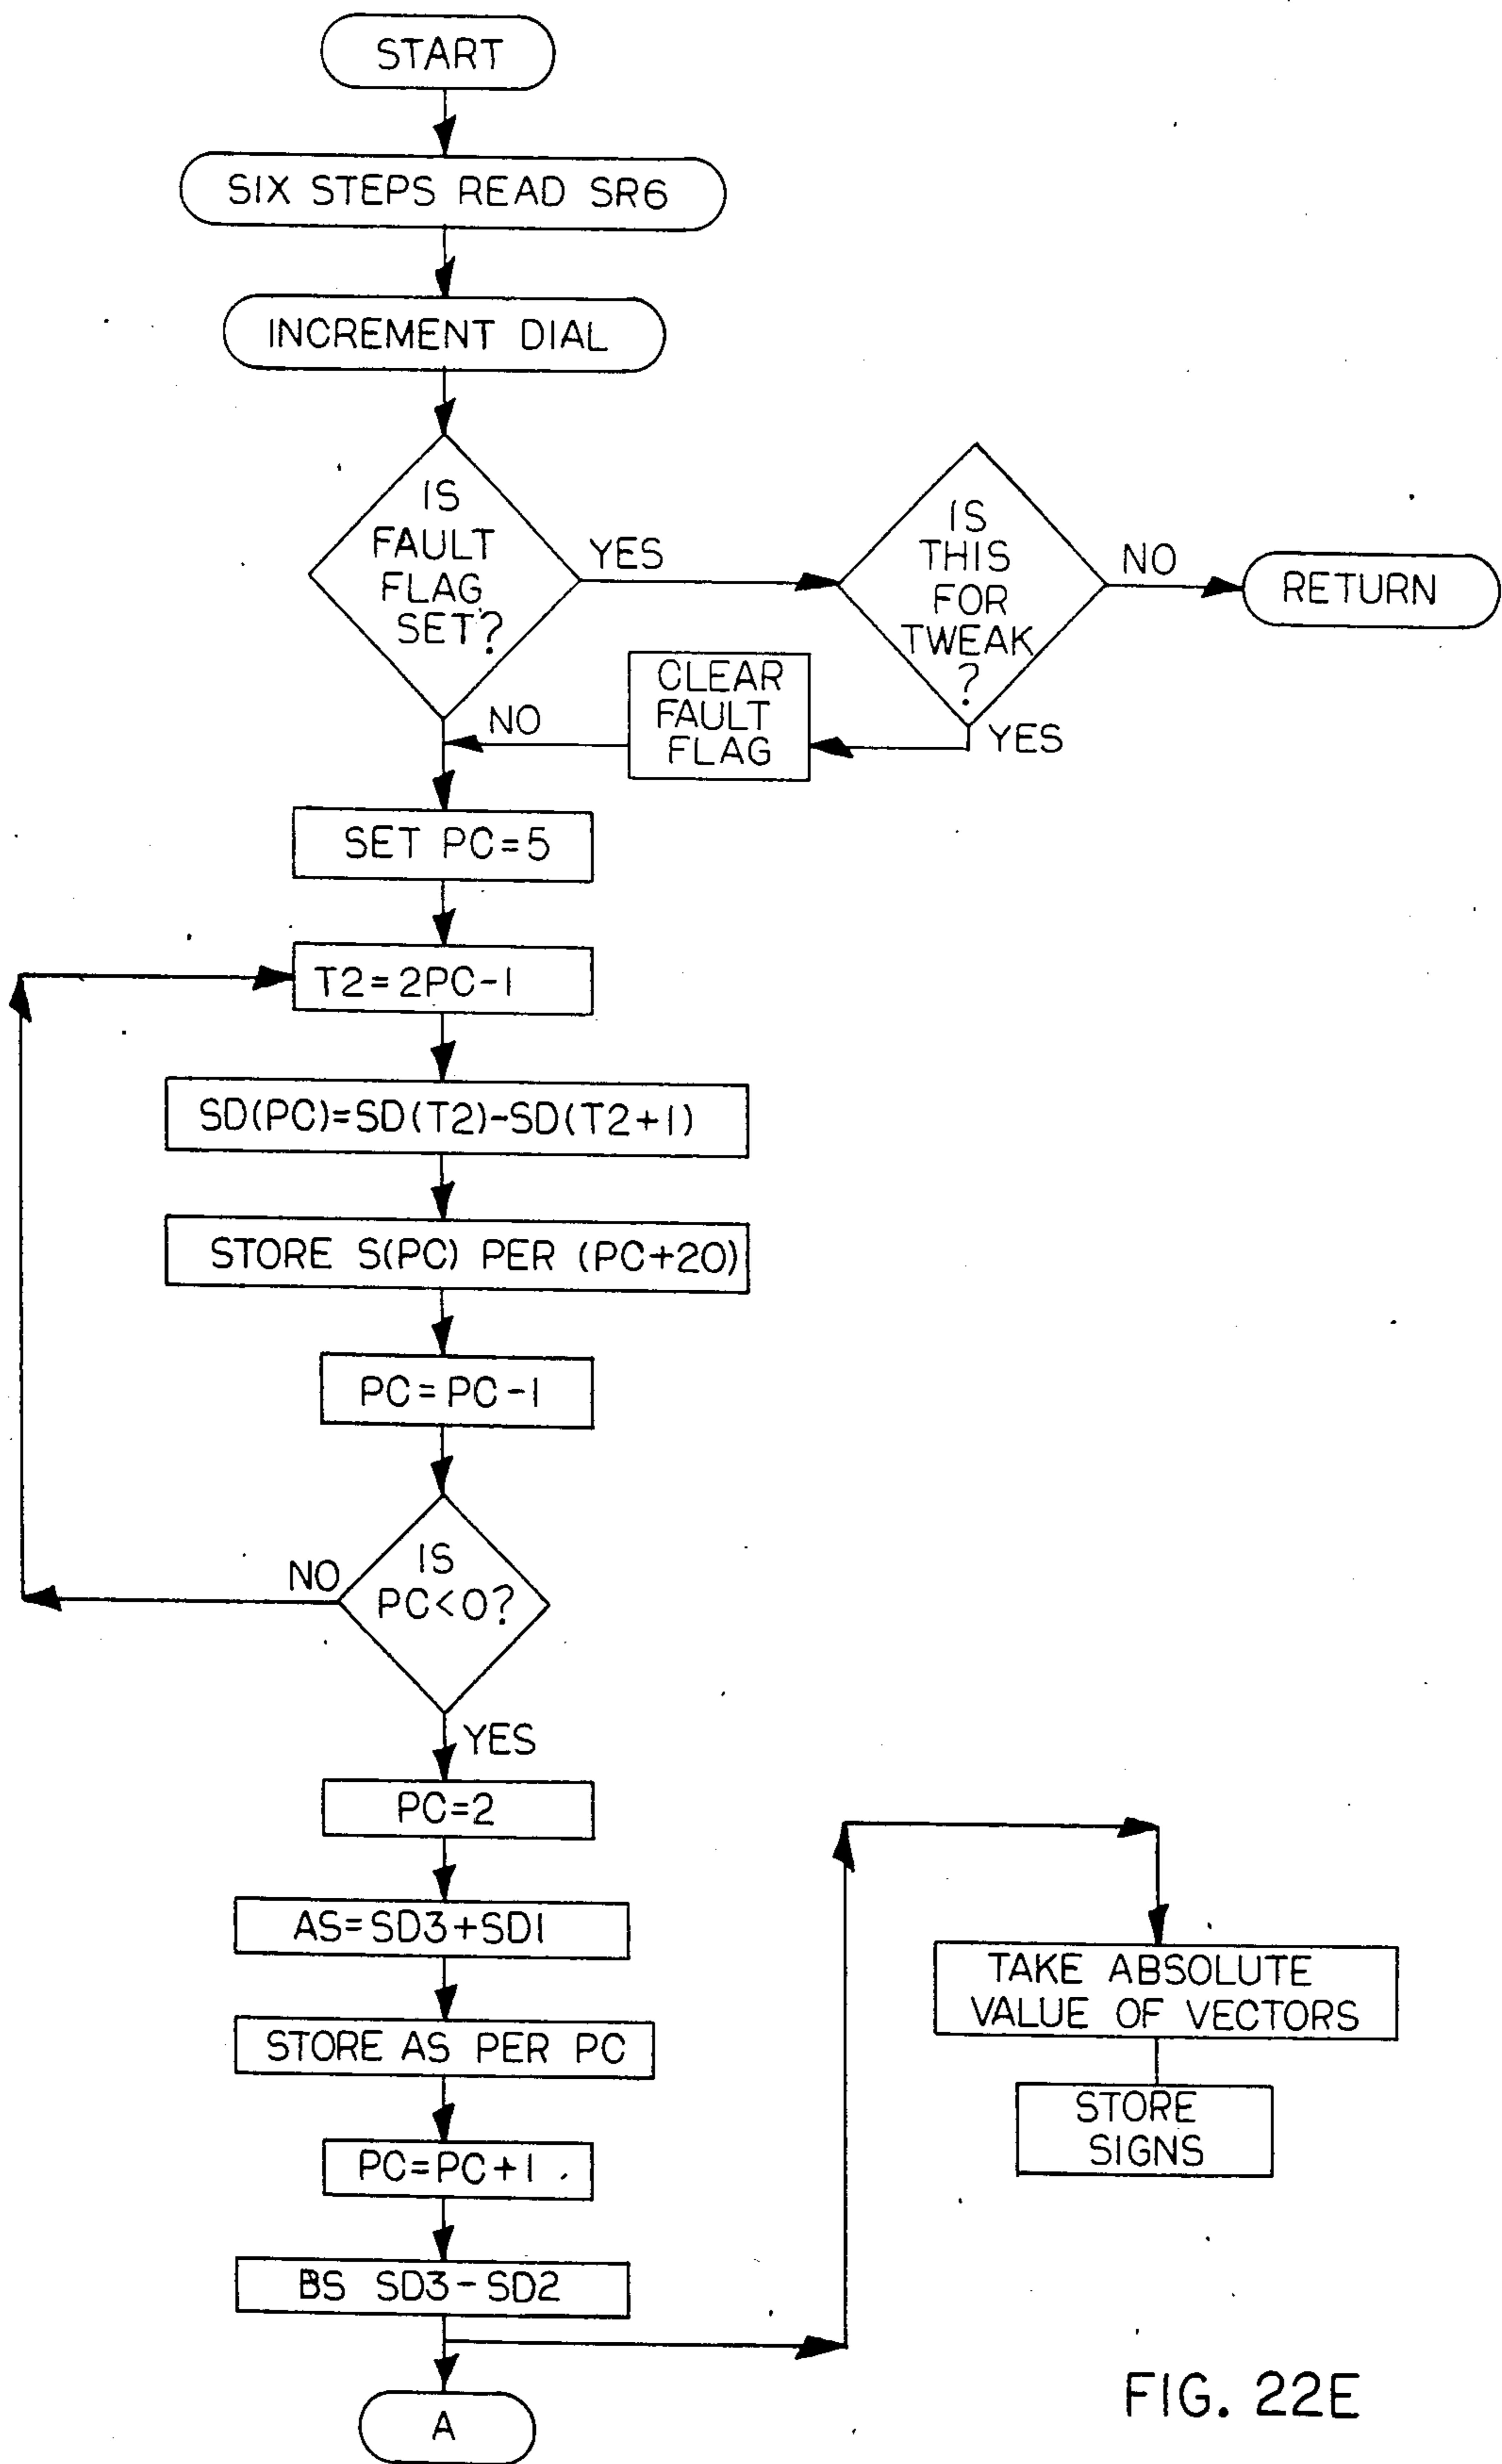 START
SIX STEPS READ SR6
INCREMENT DIAL
IS
FAULT
FLAG
SET?
YES
IS
THIS
FOR
TWEAK
?
NO
RETURN
YES
CLEAR
FAULT
FLAG
NO
SET PC=5
T2=2PC-1
SD(PC)=SD(T2)-SD(T2+1)
STORE S(PC) PER (PC+20)
PC=PC-1
IS
PC<0?
NO
YES
PC=2
AS=SD3+SD1
STORE AS PER PC
PC=PC+1
BS SD3-SD2
A
TAKE ABSOLUTE
VALUE OF VECTORS
STORE
SIGNS
FIG. 22E